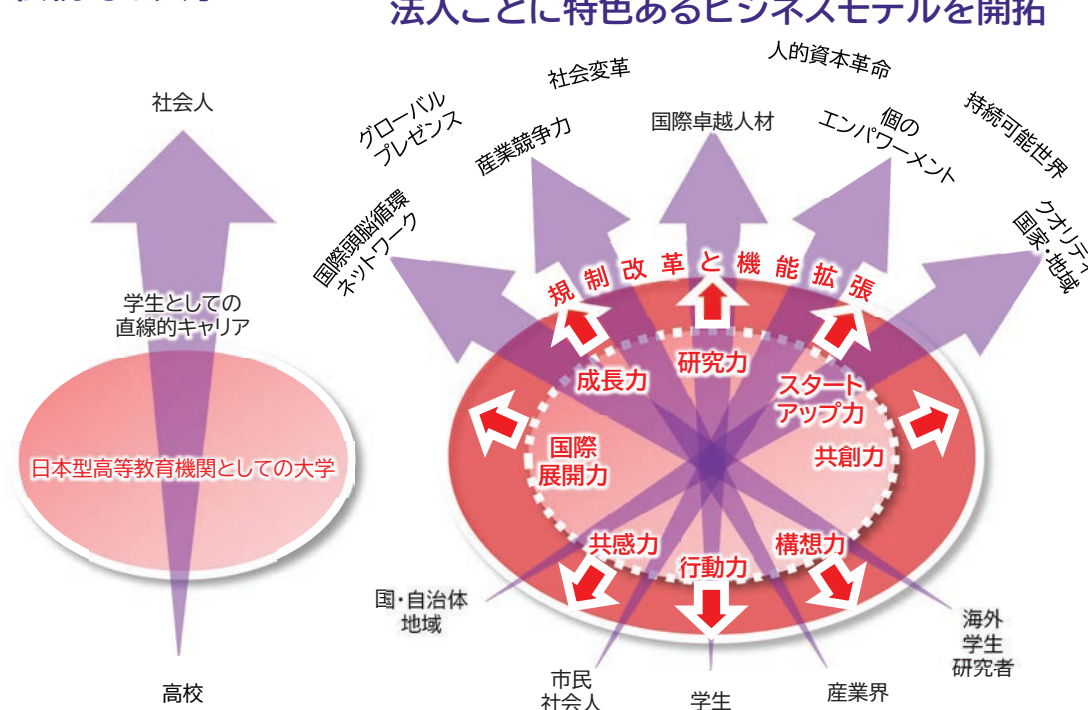 法人ごとに特色あるビジネスモデルを開拓
社会人
学生としての
直線的キャリア
日本型高等教育機関としての大学
高校
国際頭脳循環
ネットワーク
グローバル
プレゼンス
産業競争力
社会変革
国際卓越人材
人的資本革命
個の
エンパワーメント
持続可能世界
クオリティ
国家・地域
規制改革と機能拡張
成長力
研究力
スタート
アップ力
国際
展開力
共創力
共感力
行動力
構想力
国・自治体
地域
市民
社会人
学生
産業界
海外
学生
研究者